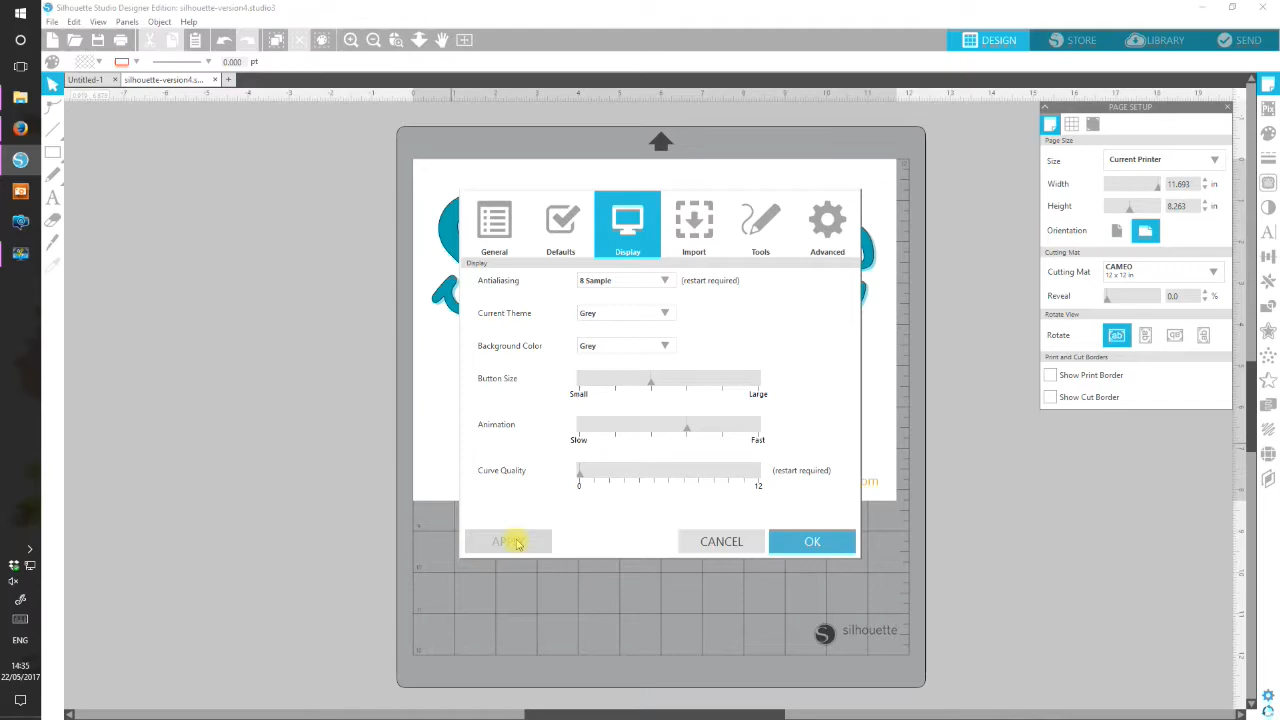 Silhouette Studio Designer Edition: silhouette-version4.studio3
File Edit View Panels Object Help
DESIGN STORE LIBRARY SEND
0.000 pt
Untitled-1 silhouette-version4.s...
PAGE SETUP
Page Size
Size Current Printer
Width 11.693 in
Height 8.263 in
Orientation
Cutting Mat
Cutting Mat CAMEO
12 x 12 in
Reveal 0.0 %
Rotate View
Rotate
Print and Cut Borders
Show Print Border
Show Cut Border
General Defaults Display Import Tools Advanced
Display
Antialiasing 8 Sample (restart required)
Current Theme Grey
Background Color Grey
Button Size
Small Large
Animation
Slow Fast
Curve Quality (restart required)
0 12
om
CANCEL OK
silhouette
ENG
14:35
22/05/2017